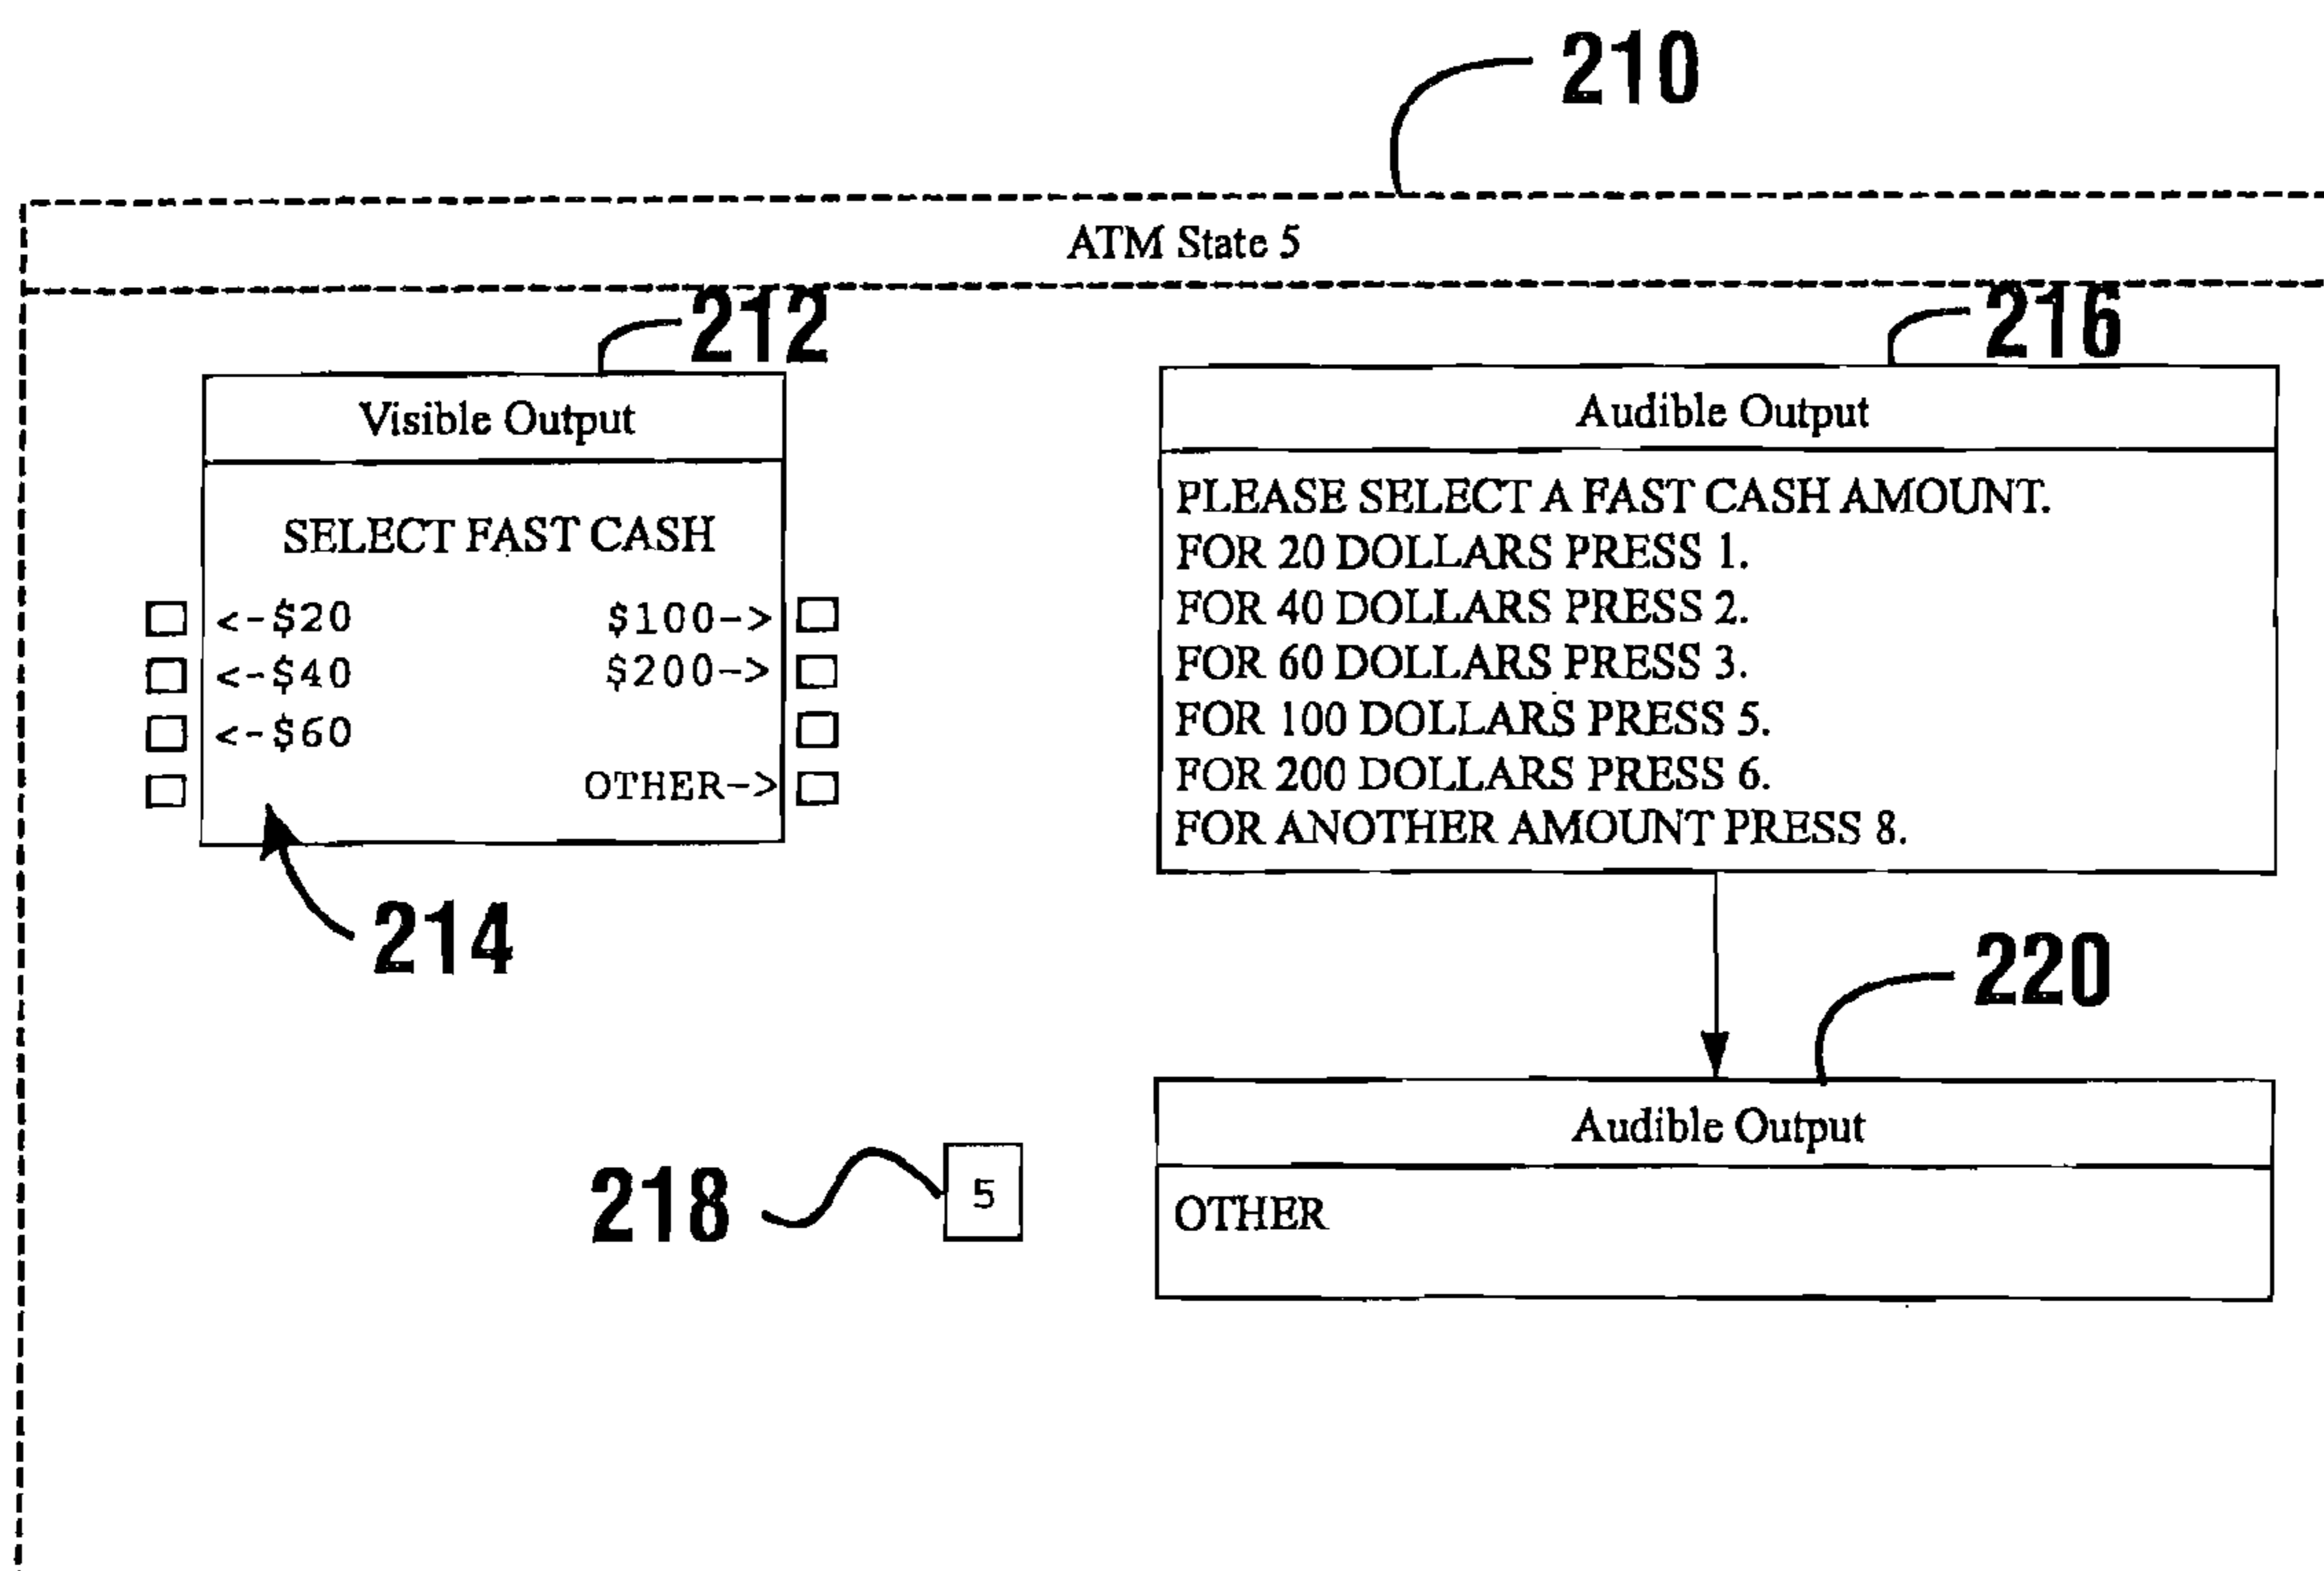 210
ATM State 5
212
Visible Output
SELECT FAST CASH
<-$20 $100->
<-$40 $200->
<-$60
OTHER->
214
216
Audible Output
PLEASE SELECT A FAST CASH AMOUNT.
FOR 20 DOLLARS PRESS 1.
FOR 40 DOLLARS PRESS 2.
FOR 60 DOLLARS PRESS 3.
FOR 100 DOLLARS PRESS 5.
FOR 200 DOLLARS PRESS 6.
FOR ANOTHER AMOUNT PRESS 8.
220
218
5
Audible Output
OTHER